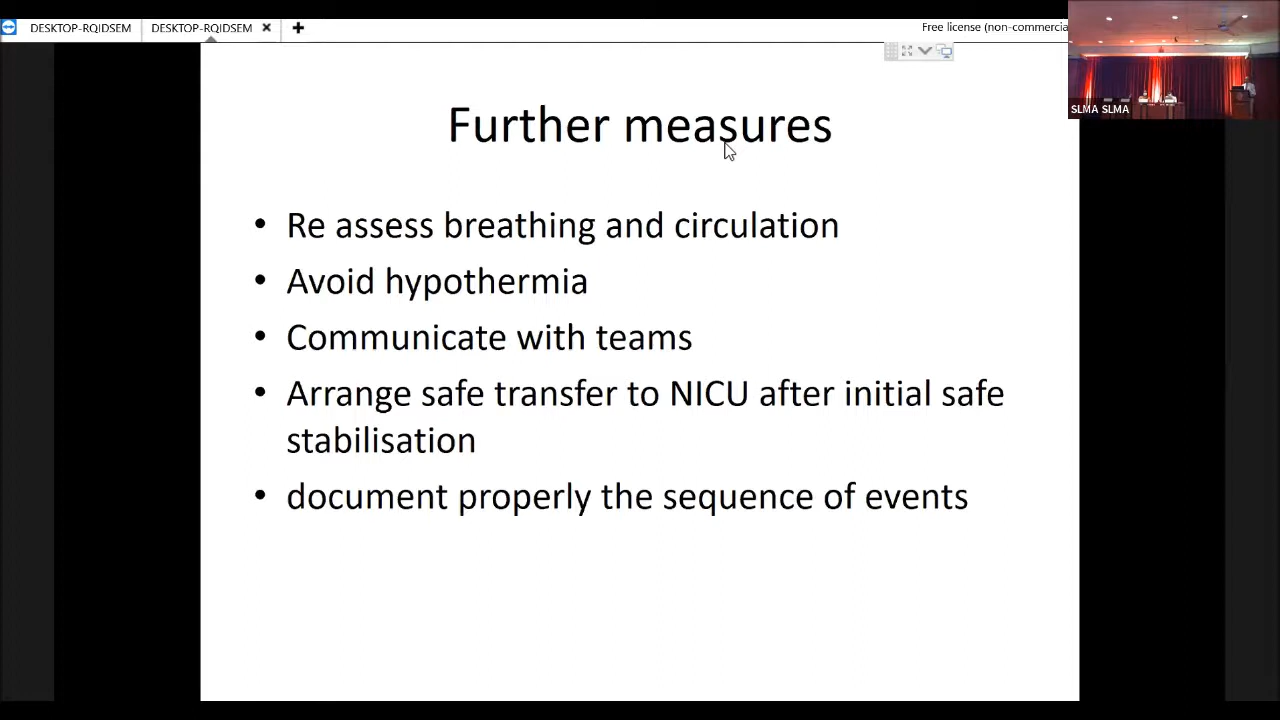 DESKTOP-RQIDSEM
DESKTOP-RQIDSEM
Free license (non-commercia
SLMA SLMA
Further measures
• Re assess breathing and circulation
• Avoid hypothermia
• Communicate with teams
• Arrange safe transfer to NICU after initial safe
stabilisation
• document properly the sequence of events